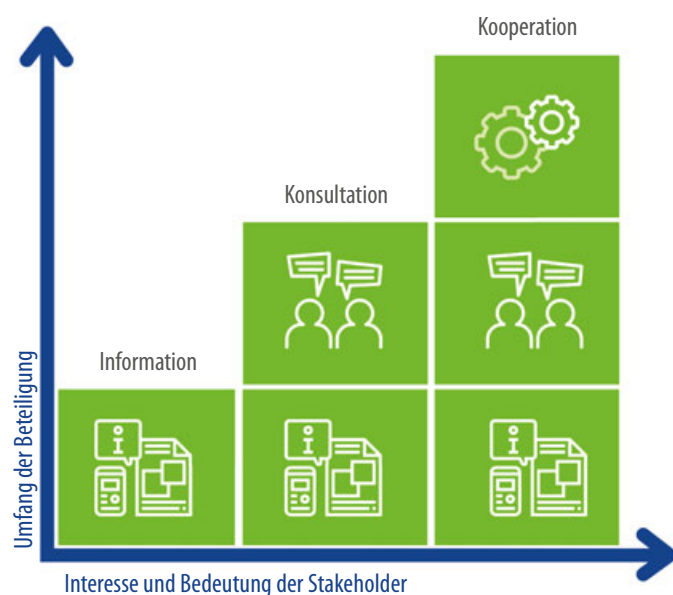 Kooperation
Konsultation
Information
Umfang der Beteiligung
Interesse und Bedeutung der Stakeholder